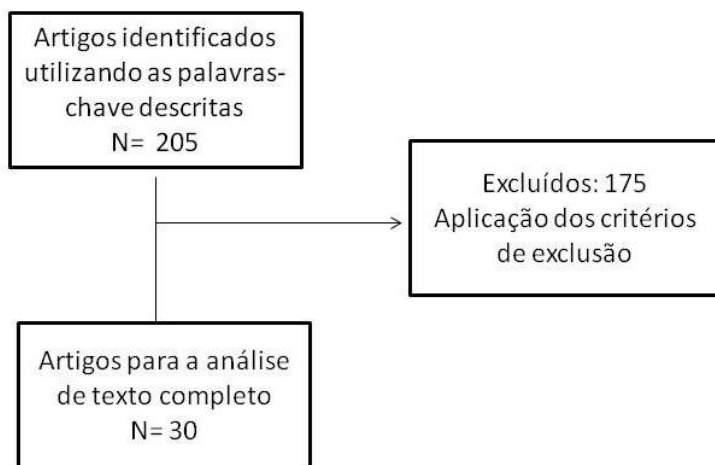 Artigos identificados
utilizando as palavras-
chave descritas
N= 205
Excluídos: 175
Aplicação dos critérios
de exclusão
Artigos para a análise
de texto completo
N= 30